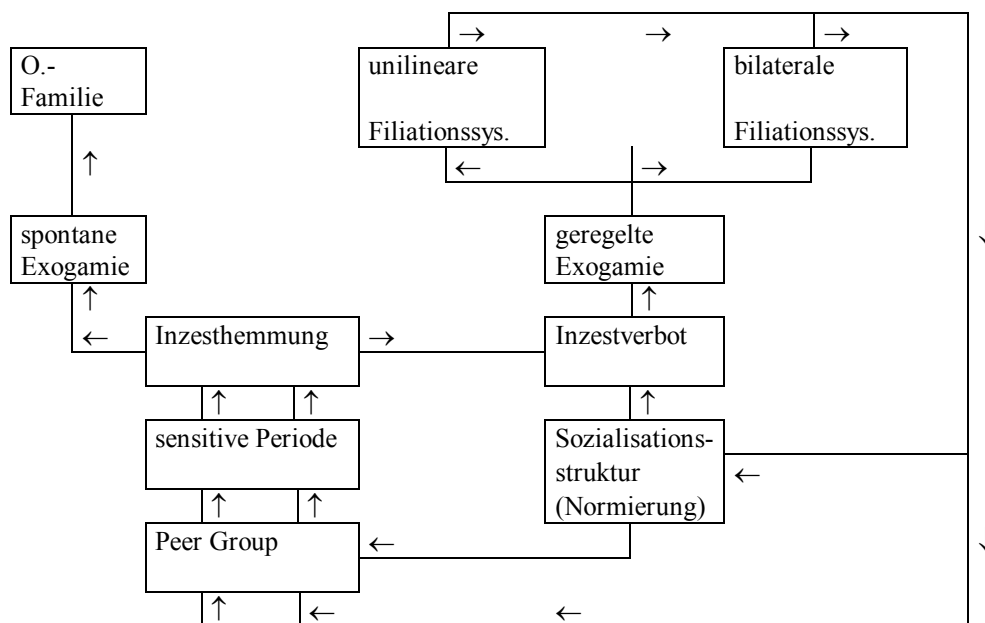 O.-
Familie
unilineare
Filiationssys.
bilaterale
Filiationssys.
spontane
Exogamie
geregelte
Exogamie
Inzesthemmung
Inzestverbot
sensitive Periode
Sozialisations-
struktur
(Normierung)
Peer Group